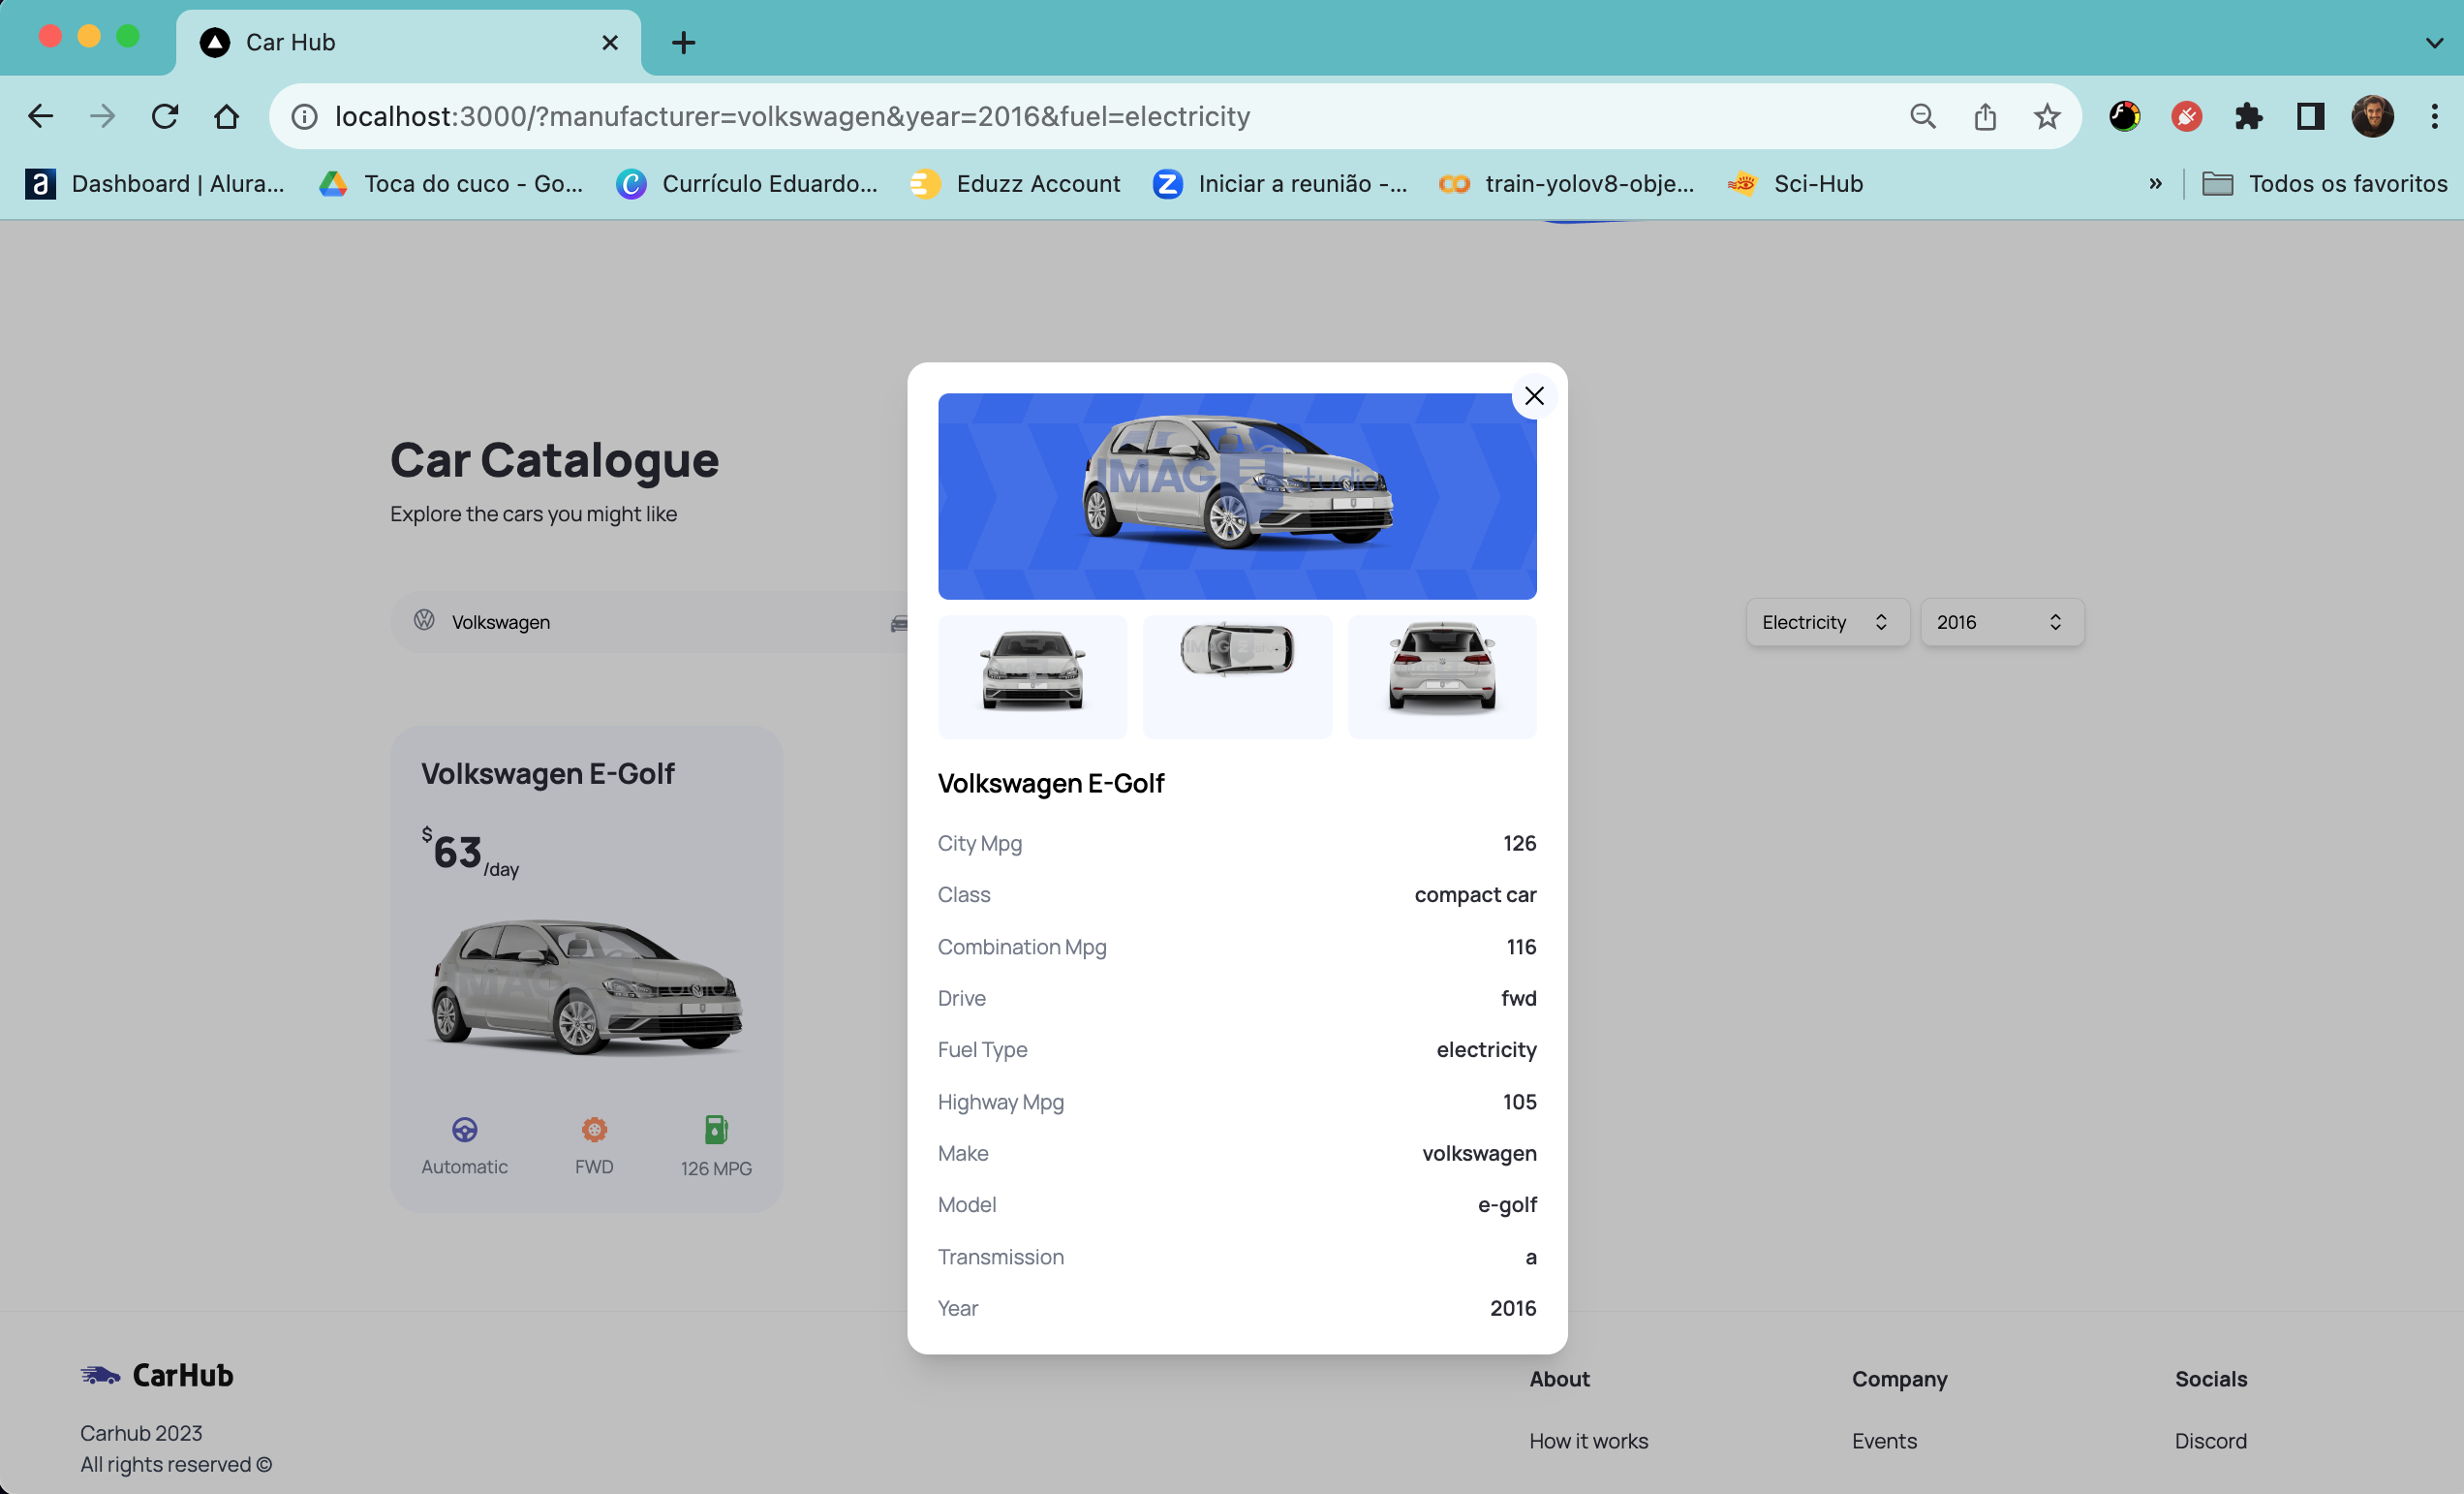 Car Hub
localhost:3000/?manufacturer=volkswagen&year=2016&fuel=electricity
Dashboard | Alura...
Toca do cuco - Go...
Currículo Eduardo...
Eduzz Account
Iniciar a reunião -...
train-yolov8-obje...
Sci-Hub
»
Todos os favoritos
Car Catalogue
Explore the cars you might like
Volkswagen
Electricity
2016
Volkswagen E-Golf
$63/day
Automatic
FWD
126 MPG
IMAGE studio
Volkswagen E-Golf
City Mpg 126
Class compact car
Combination Mpg 116
Drive fwd
Fuel Type electricity
Highway Mpg 105
Make volkswagen
Model e-golf
Transmission a
Year 2016
CarHub
Carhub 2023
All rights reserved ©
About
How it works
Company
Events
Socials
Discord